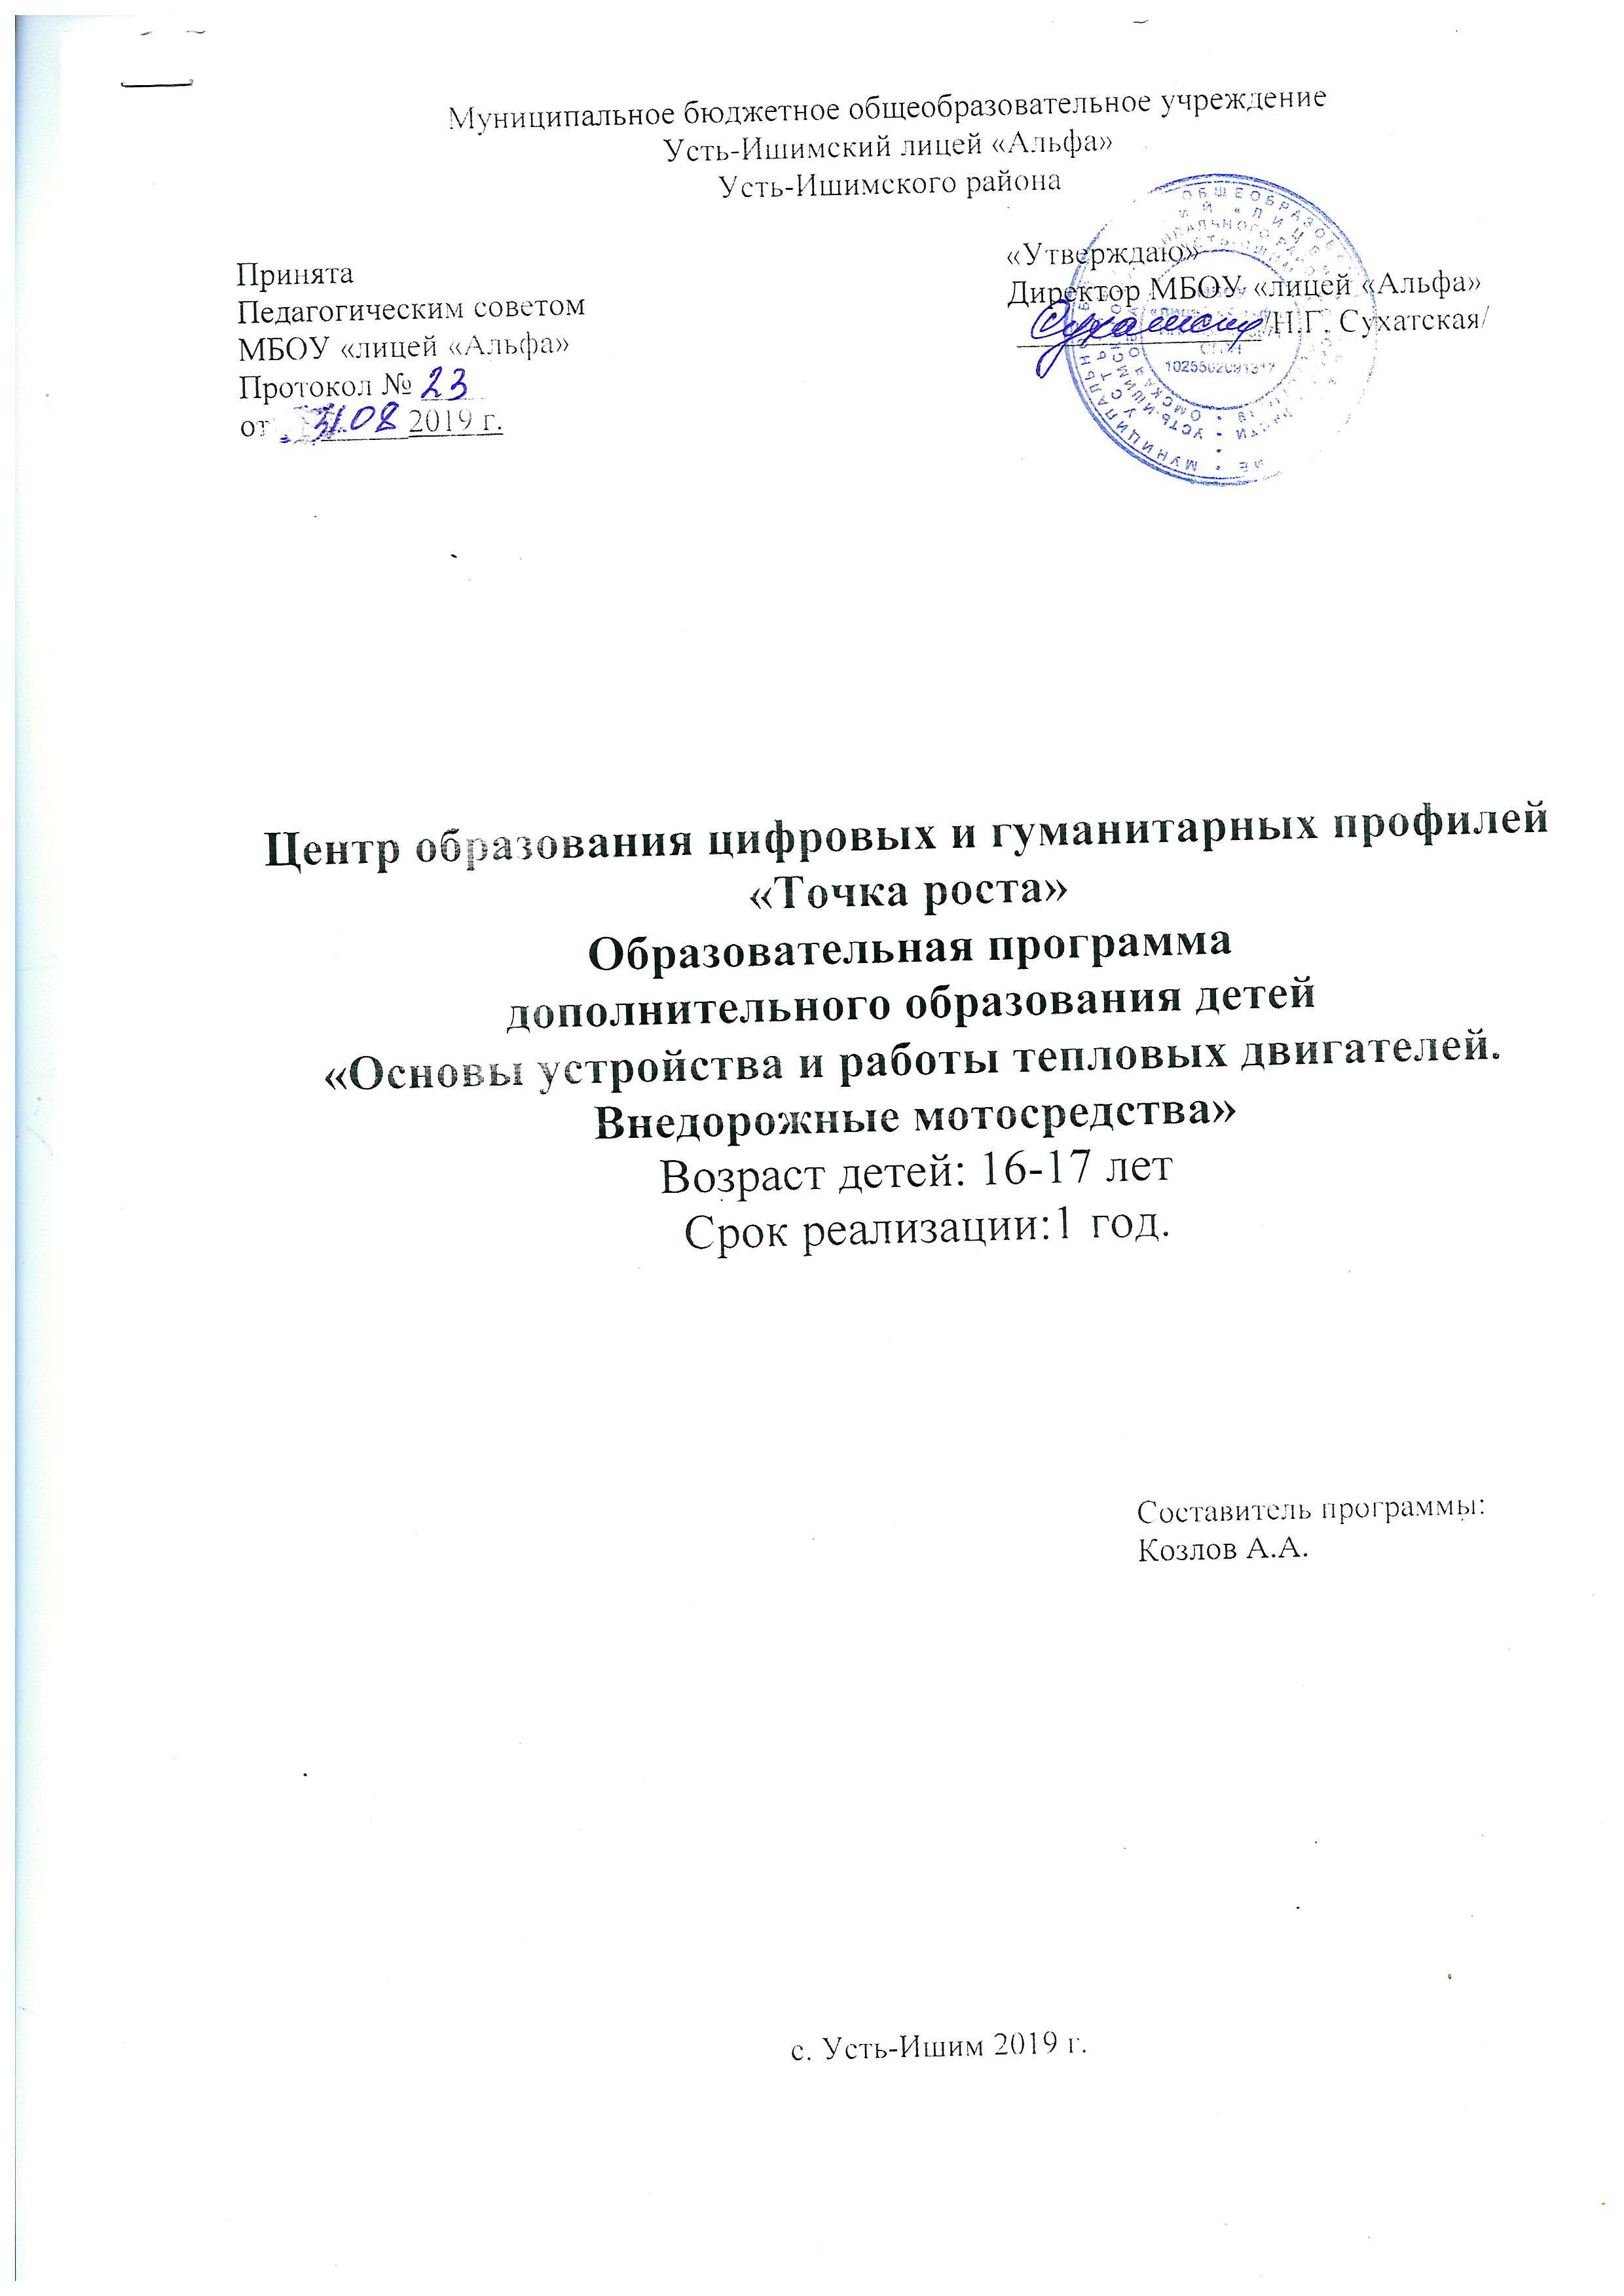 Муниципальное бюджетное общеобразовательное учреждение
Усть-Ишимский лицей «Альфа»
Усть-Ишимского района
Принята
Педагогическим советом
МБОУ «лицей «Альфа»
Протокол № 23
от 31.08 2019 г.
«Утверждаю»
Директор МБОУ «лицей «Альфа»
/Н.Г. Сухатская/
1025502091317
Центр образования цифровых и гуманитарных профилей
«Точка роста»
Образовательная программа
дополнительного образования детей
«Основы устройства и работы тепловых двигателей.
Внедорожные мотосредства»
Возраст детей: 16-17 лет
Срок реализации:1 год.
Составитель программы:
Козлов А.А.
с. Усть-Ишим 2019 г.